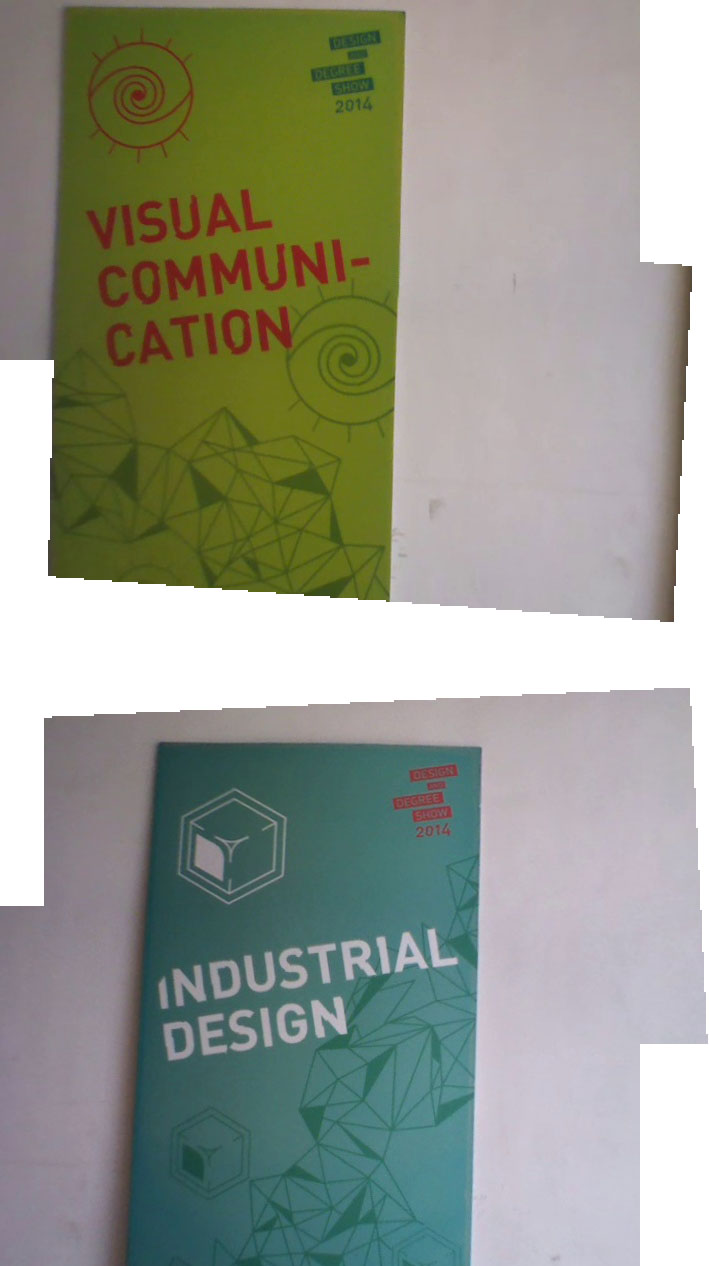 DESIGN
AND
DEGREE
SHOW
2014
VISUAL
COMMUNI-
CATION
DESIGN
AND
DEGREE
SHOW
2014
INDUSTRIAL
DESIGN